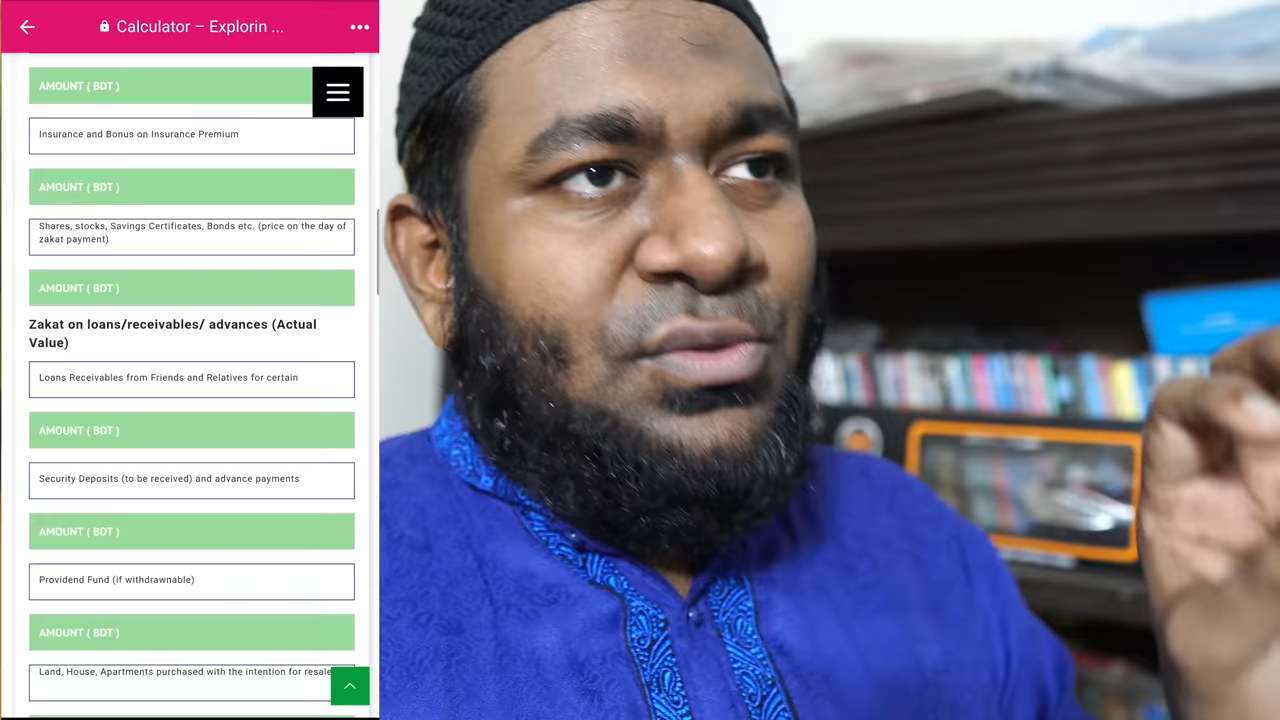 Calculator – Explorin ...
AMOUNT ( BDT )
Insurance and Bonus on Insurance Premium
AMOUNT ( BDT )
Shares, stocks, Savings Certificates, Bonds etc. (price on the day of
zakat payment)
AMOUNT ( BDT )
Zakat on loans/receivables/ advances (Actual
Value)
Loans Receivables from Friends and Relatives for certain
AMOUNT ( BDT )
Security Deposits (to be received) and advance payments
AMOUNT ( BDT )
Providend Fund (if withdrawnable)
AMOUNT ( BDT )
Land, House, Apartments purchased with the intention for resale